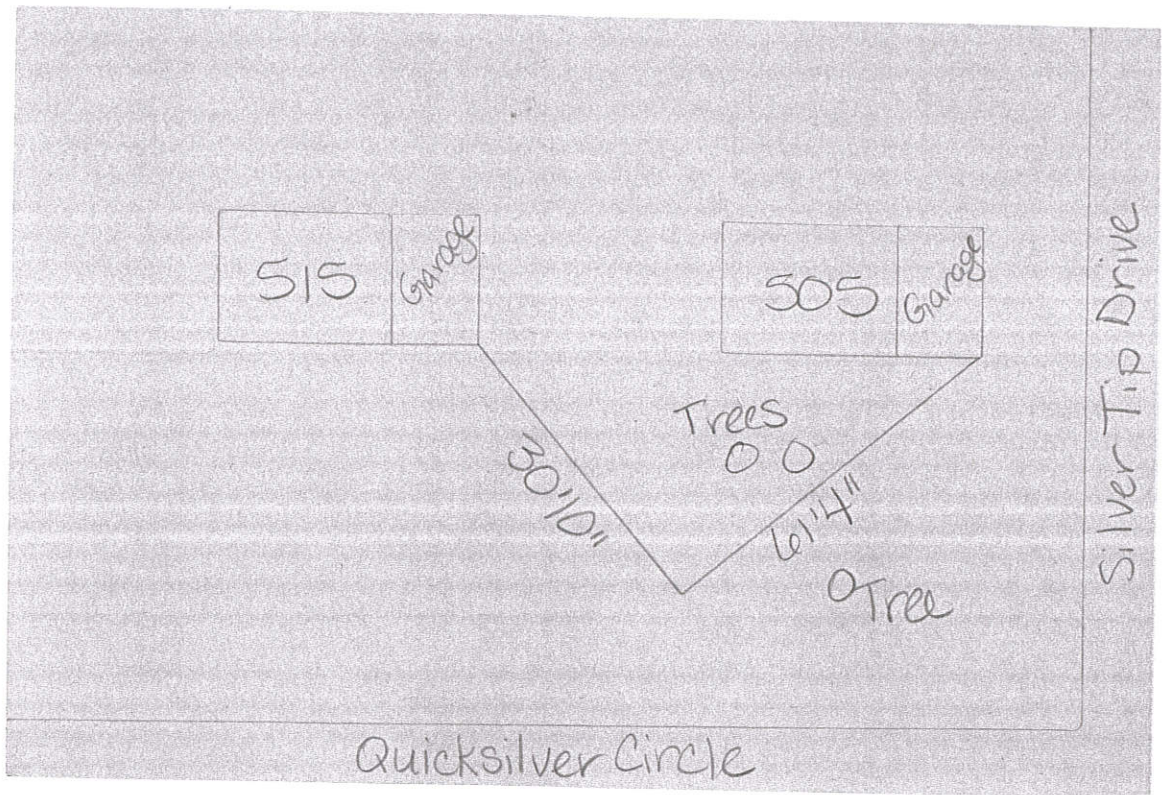 515
Garage
505
Garage
Silver Tip Drive
Trees
30'10"
61'4"
Tree
Quicksilver Circle